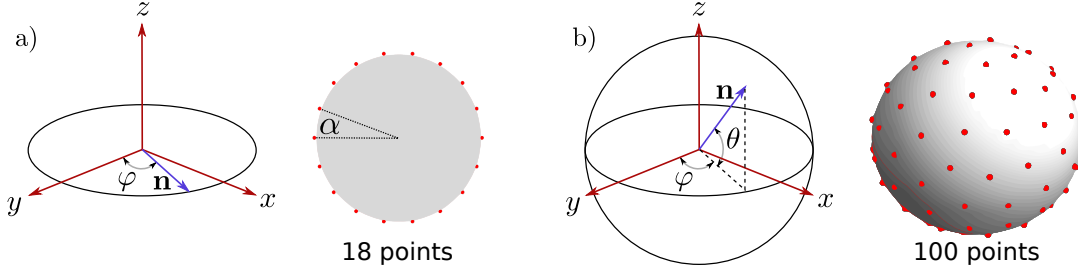 a)
z
y
x
φ
n
α
18 points
b)
z
y
x
φ
θ
n
100 points